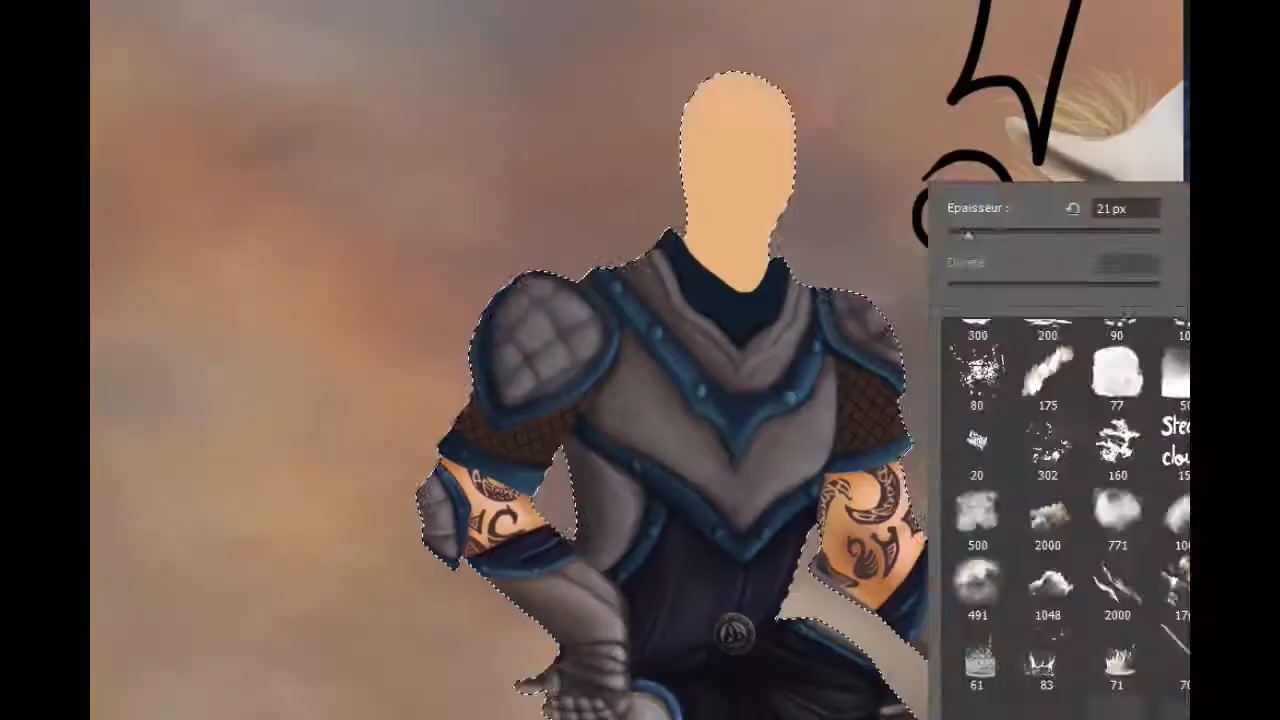 Epaisseur : 21 px
Dureté
300 200 90
80 175 77
20 302 160
500 2000 771
491 1048 2000
61 83 71